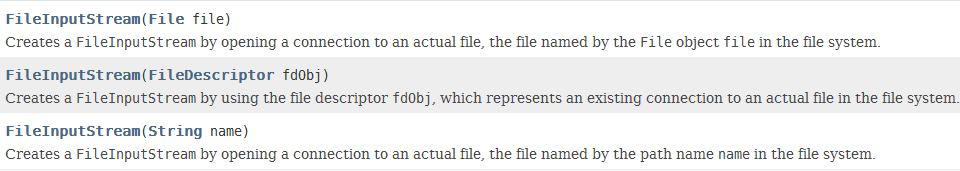 FileInputStream(File file)
Creates a FileInputStream by opening a connection to an actual file, the file named by the File object file in the file system.
FileInputStream(FileDescriptor fdObj)
Creates a FileInputStream by using the file descriptor fdObj, which represents an existing connection to an actual file in the file system.
FileInputStream(String name)
Creates a FileInputStream by opening a connection to an actual file, the file named by the path name name in the file system.